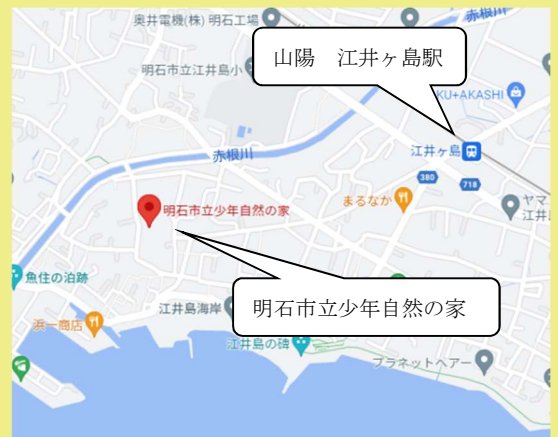 奥井電機(株) 明石工場
赤根川
山陽　江井ヶ島駅
明石市立江井島小
KU+AKASHI
江井ヶ島
赤根川
380
718
まるなか
ヤマ
江井
明石市立少年自然の家
魚住の泊跡
明石市立少年自然の家
江井島海岸
浜一商店
江井島の碑
プラネットヘアー